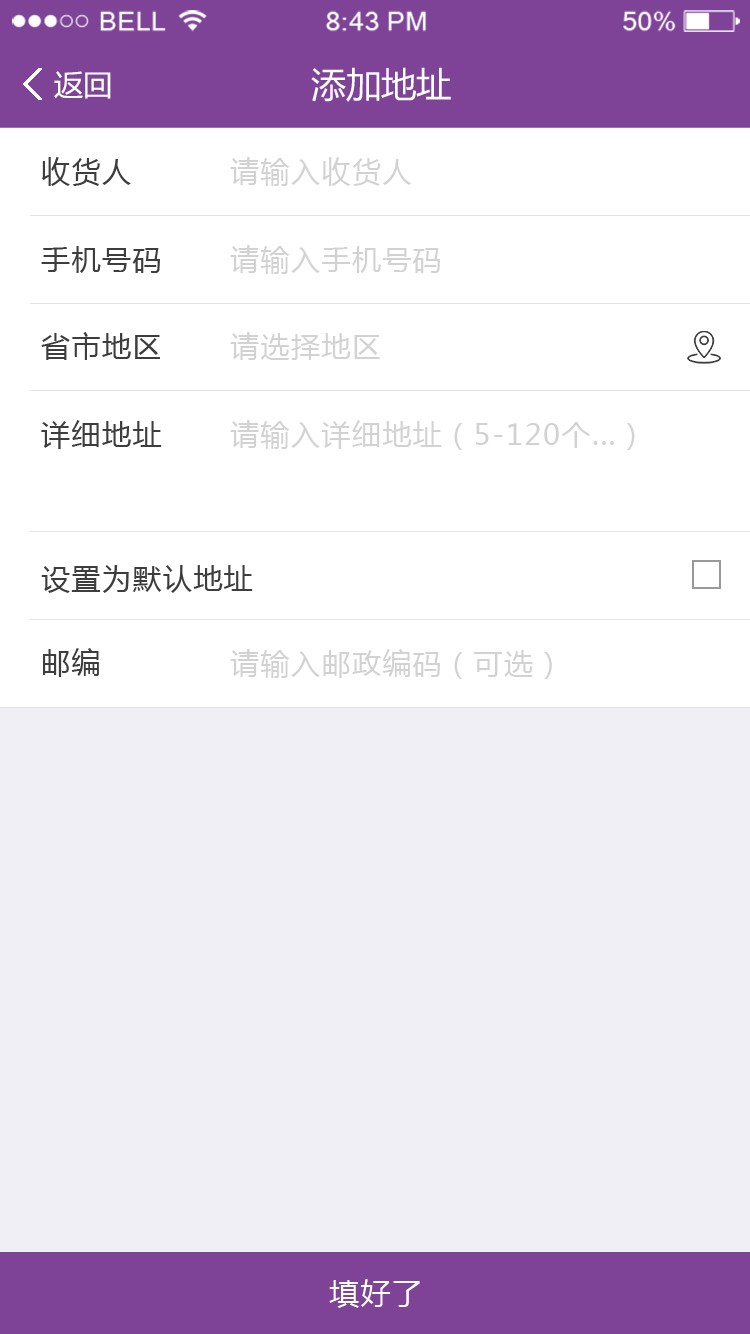 BELL 8:43 PM 50%
返回 添加地址
收货人 请输入收货人
手机号码 请输入手机号码
省市地区 请选择地区
详细地址 请输入详细地址（5-120个...）
设置为默认地址
邮编 请输入邮政编码（可选）
填好了